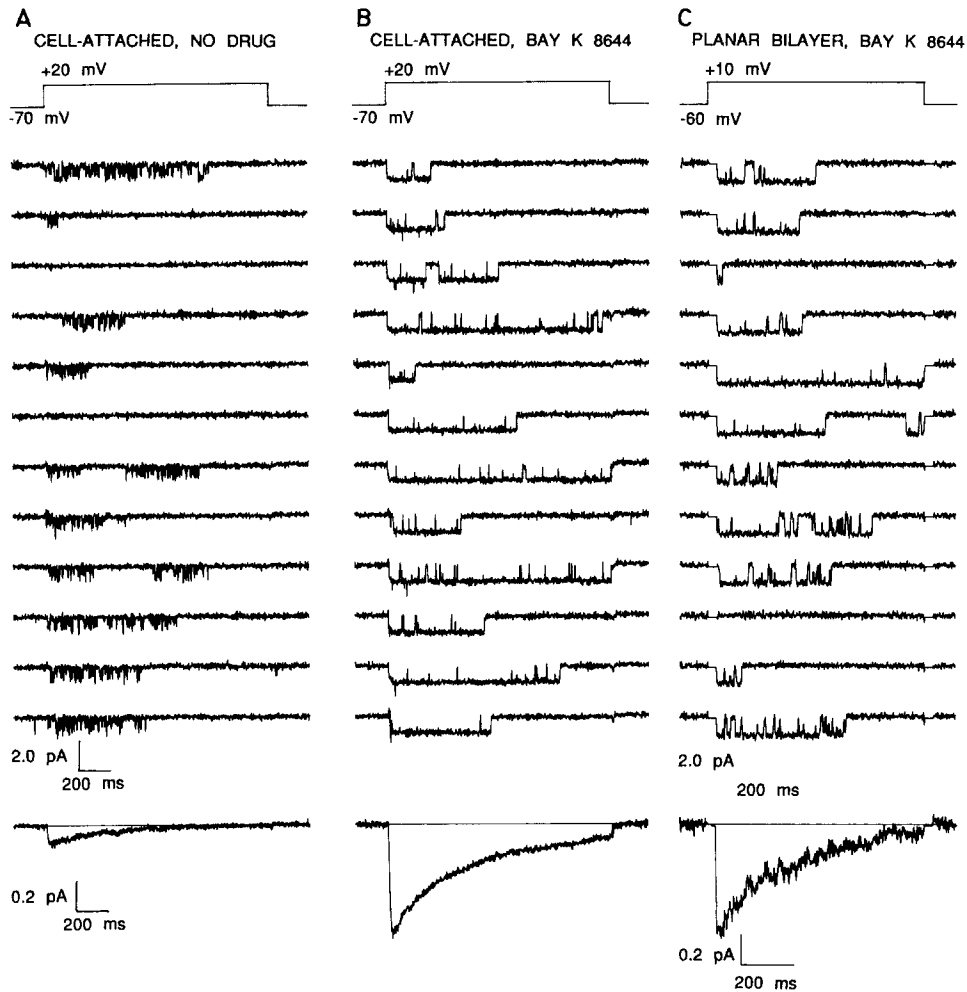 A
CELL-ATTACHED, NO DRUG
+20 mV
-70 mV
2.0 pA
200 ms
0.2 pA
200 ms
B
CELL-ATTACHED, BAY K 8644
+20 mV
-70 mV
C
PLANAR BILAYER, BAY K 8644
+10 mV
-60 mV
2.0 pA
200 ms
0.2 pA
200 ms